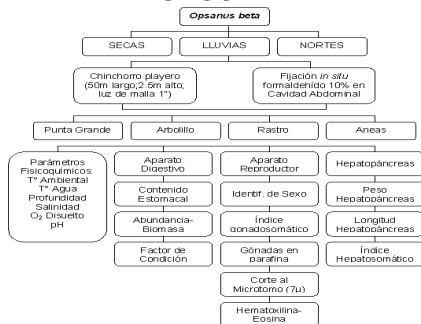 Opsanus beta
SECAS
LLUVIAS
NORTES
Chinchorro playero
(50m largo;2.5m alto;
luz de malla 1")
Fijación in situ
formaldehído 10% en
Cavidad Abdominal
Punta Grande
Arbolillo
Rastro
Aneas
Parámetros
Fisicoquímicos:
T° Ambiental
T° Agua
Profundidad
Salinidad
O₂ Disuelto
pH
Aparato
Digestivo
Contenido
Estomacal
Abundancia-
Biomasa
Factor de
Condición
Aparato
Reproductor
Identif. de Sexo
Índice
gonadosomático
Gónadas en
parafina
Corte al
Microtomo (7µ)
Hematoxilina-
Eosina
Hepatopáncreas
Peso
Hepatopáncreas
Longitud
Hepatopáncreas
Índice
Hepatosomático